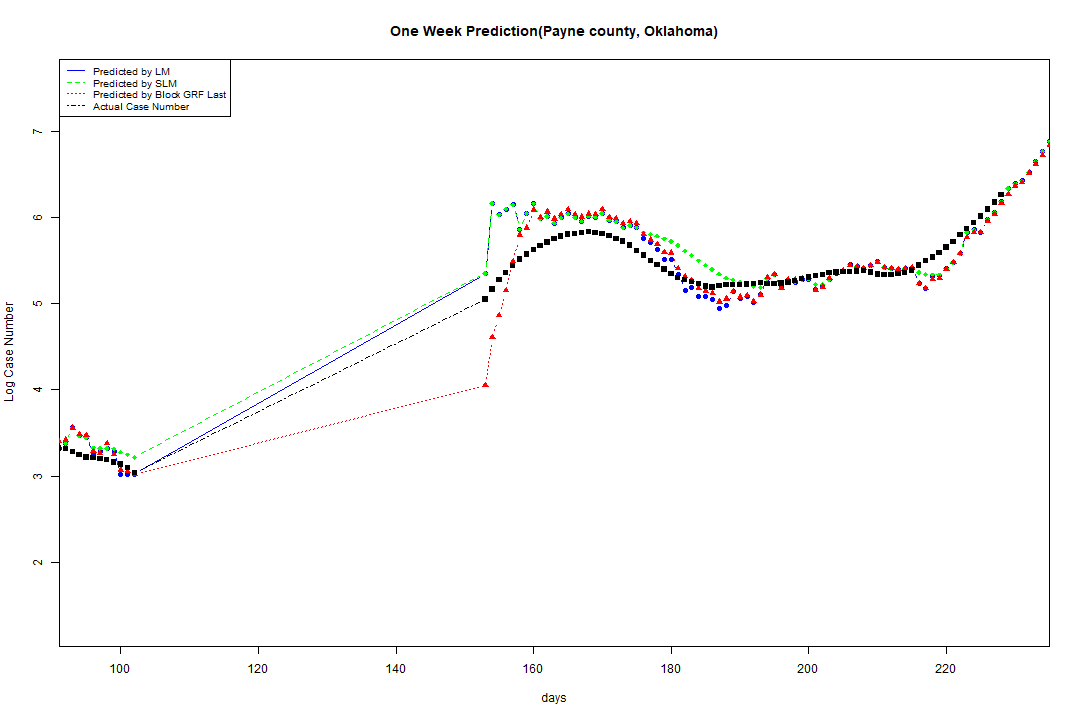 One Week Prediction(Payne county, Oklahoma)
Predicted by LM
Predicted by SLM
Predicted by Block GRF Last
Actual Case Number
7
6
5
4
3
2
Log Case Number
100 120 140 160 180 200 220
days